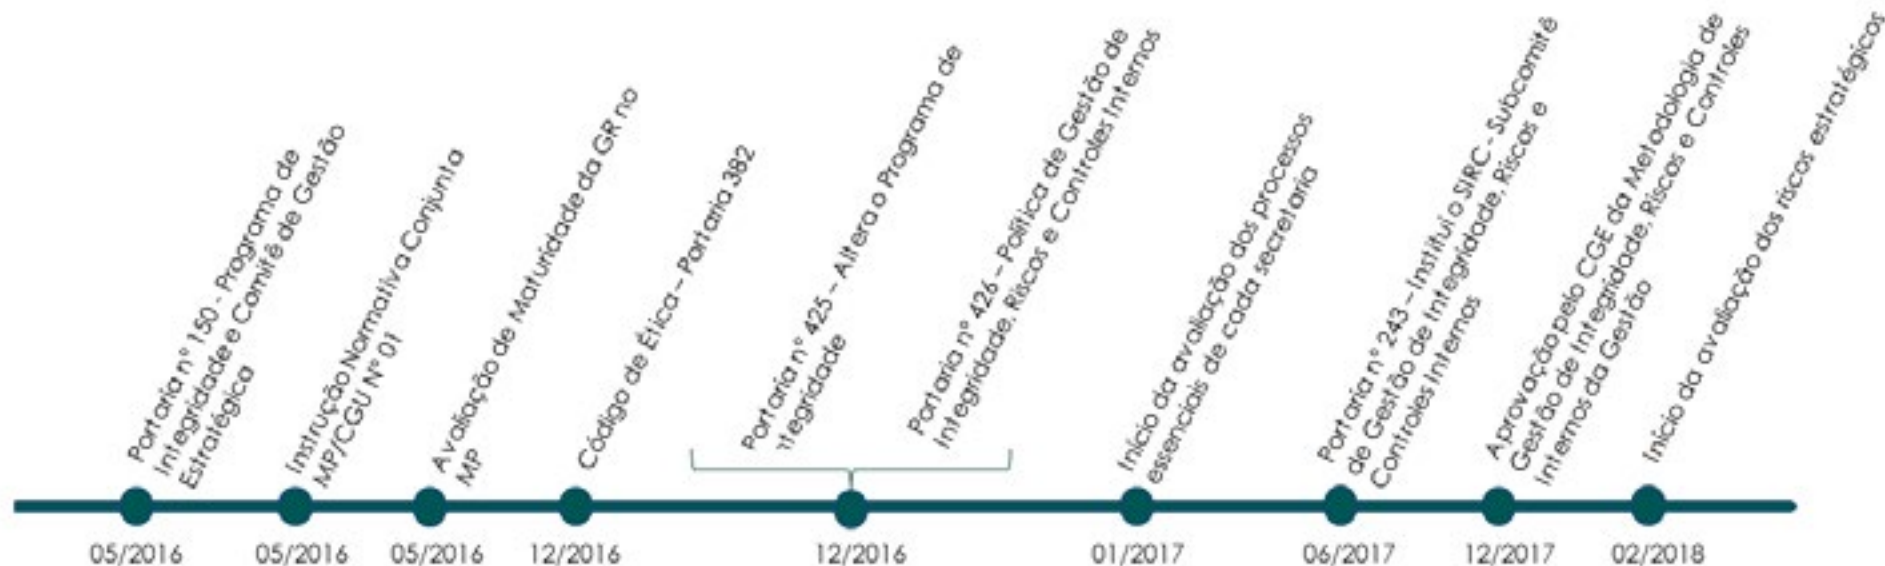 Portaria nº 150 - Programa de
Integridade e Comitê de Gestão
Estratégica
Instrução Normativa Conjunta
MP/CGU Nº 01
Avaliação de Maturidade da GR no
MP
Código de Ética – Portaria 382
Portaria nº 425 – Altera o Programa de
ntegridade
Portaria nº 426 – Política de Gestão de
Integridade, Riscos e Controles Internos
Início da avaliação dos processos
essenciais de cada secretaria
Portaria nº 243 – Institui o SIRC - Subcomitê
de Gestão de Integridade, Riscos e
Controles Internos
Aprovação pelo CGE da Metodologia de
Gestão de Integridade, Riscos e Controles
Internos da Gestão
Início da avaliação dos riscos estratégicos
05/2016
05/2016
05/2016
12/2016
12/2016
01/2017
06/2017
12/2017
02/2018